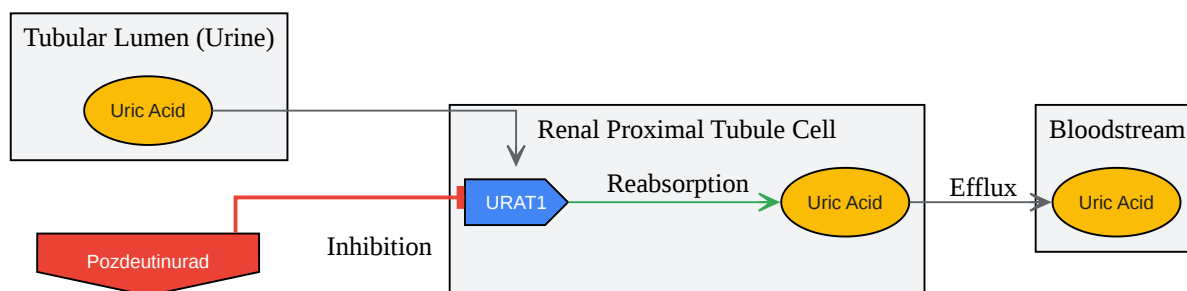 Tubular Lumen (Urine)
Uric Acid
Renal Proximal Tubule Cell
Bloodstream
URAT1
Reabsorption
Uric Acid
Efflux
Uric Acid
Inhibition
Pozdeutinurad